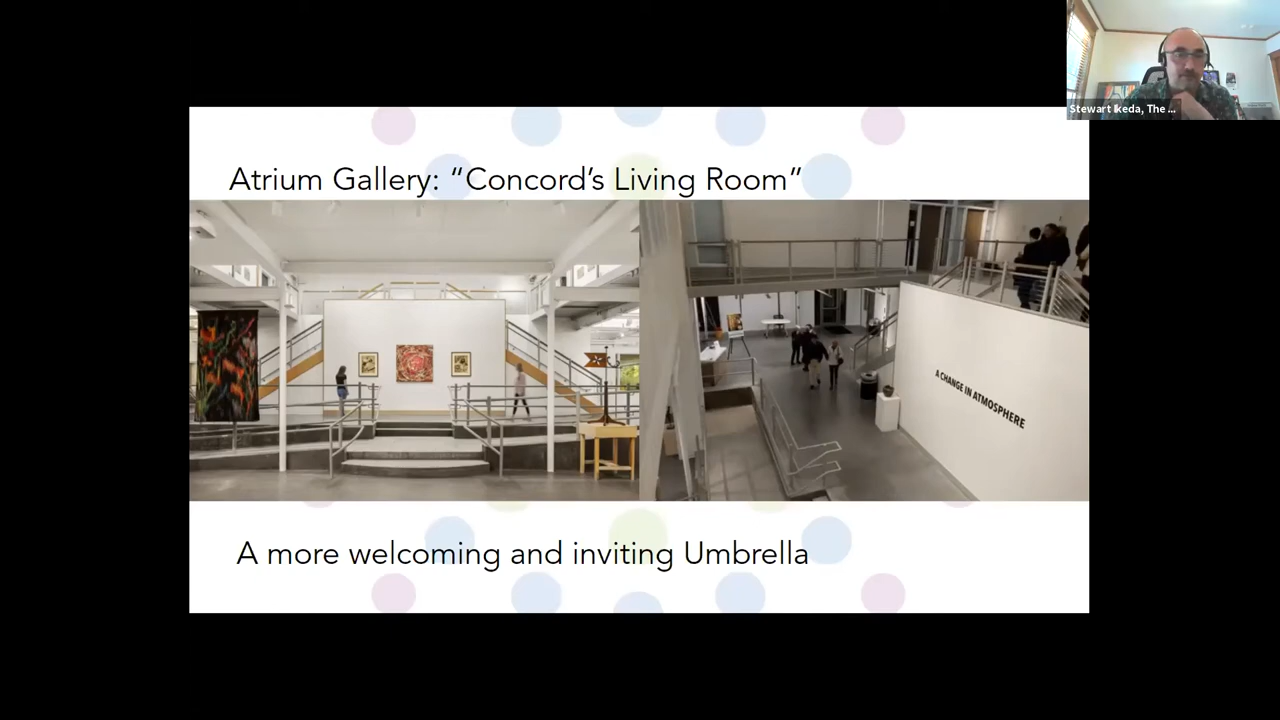 Stewart Ikeda, The ...
Atrium Gallery: “Concord’s Living Room”
A CHANGE IN ATMOSPHERE
A more welcoming and inviting Umbrella